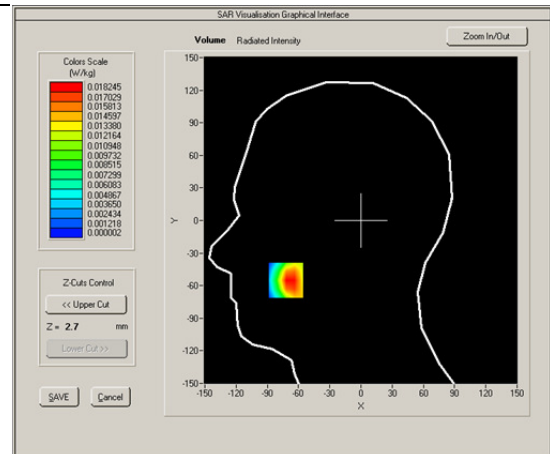 SAR Visualisation Graphical Interface
Volume Radiated Intensity
Zoom In/Out
Colors Scale
(W/kg)
0.018245
0.017029
0.015813
0.014597
0.013380
0.012164
0.010948
0.009732
0.008515
0.007299
0.006083
0.004867
0.003650
0.002434
0.001218
0.000002
Z-Cuts Control
<< Upper Cut
Z = 2.7 mm
Lower Cut >>
SAVE Cancel
150
120
90
60
30
0
-30
-60
-90
-120
-150
Y
-150 -120 -90 -60 -30 0 30 60 90 120 150
X